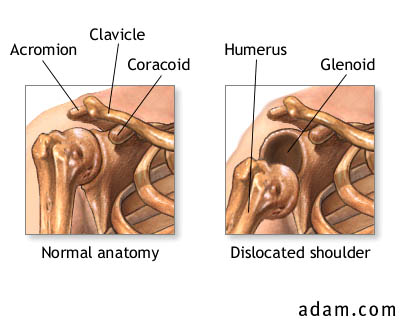 Acromion
Clavicle
Coracoid
Humerus
Glenoid
Normal anatomy
Dislocated shoulder
adam.com